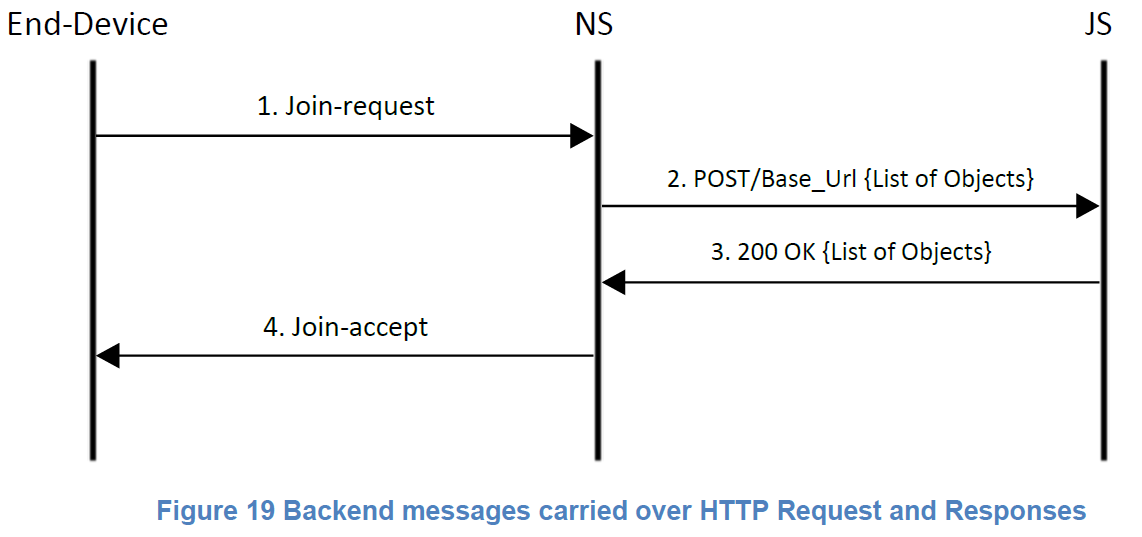 End-Device NS JS
1. Join-request
2. POST/Base_Url {List of Objects}
3. 200 OK {List of Objects}
4. Join-accept
Figure 19 Backend messages carried over HTTP Request and Responses